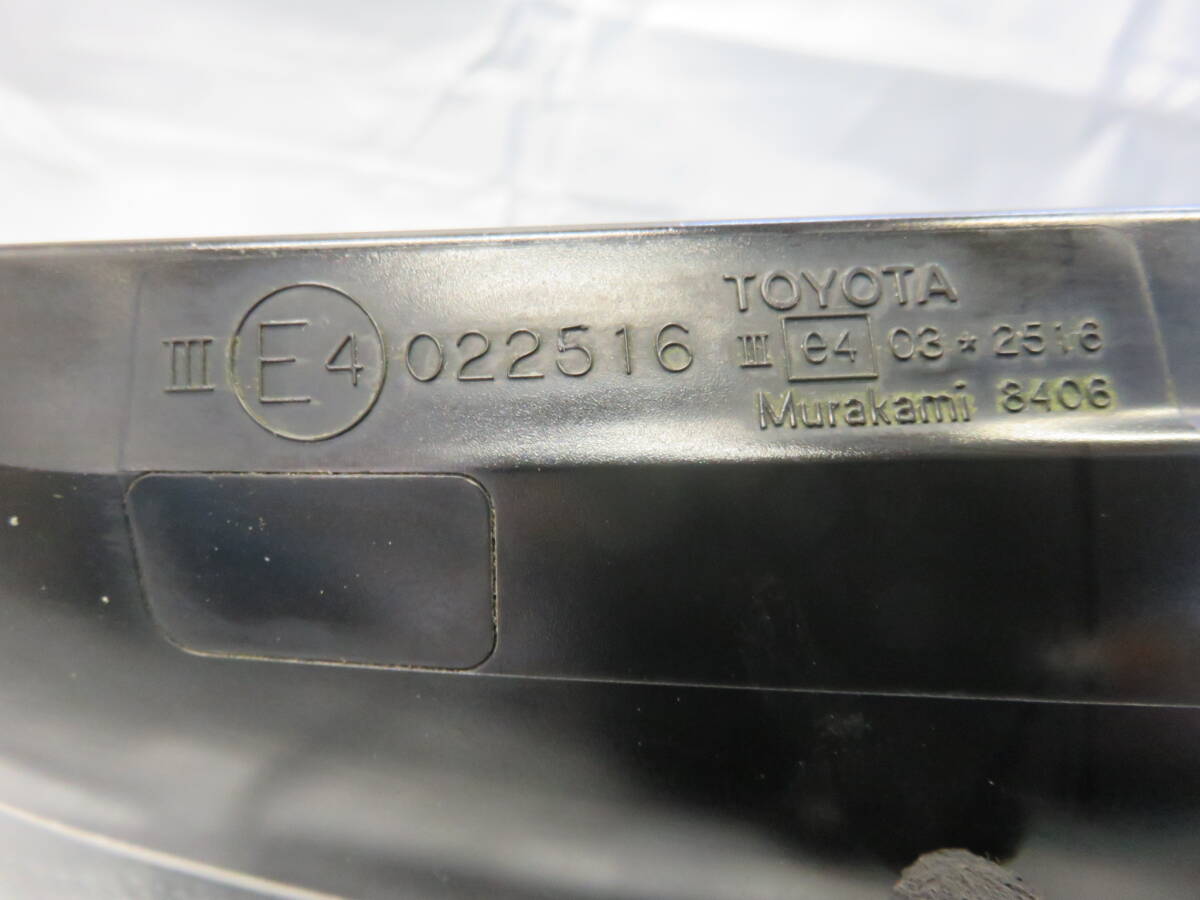 III E4 022516
TOYOTA
III e4 03*2516
Murakami 8406